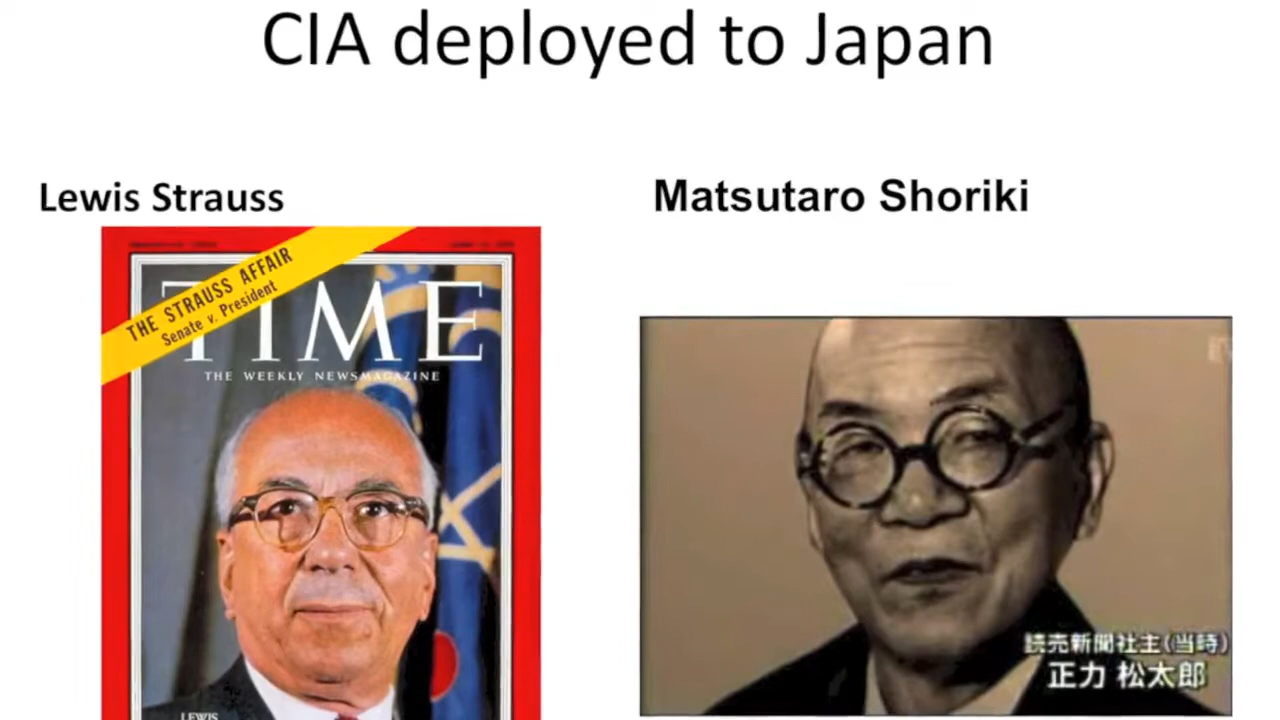 CIA deployed to Japan
Lewis Strauss
Matsutaro Shoriki
THE STRAUSS AFFAIR
Senate v. President
TIME
THE WEEKLY NEWSMAGAZINE
LEWIS
読売新聞社主(当時)
正力 松太郎